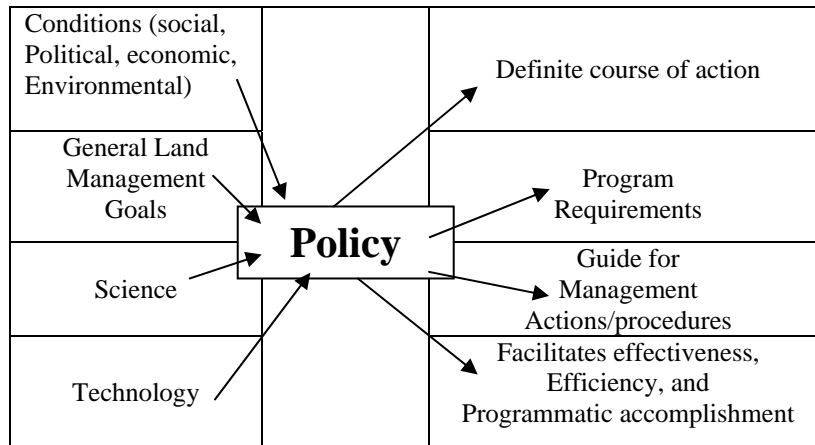 Conditions (social,
Political, economic,
Environmental)
General Land
Management
Goals
Science
Technology
Policy
Definite course of action
Program
Requirements
Guide for
Management
Actions/procedures
Facilitates effectiveness,
Efficiency, and
Programmatic accomplishment